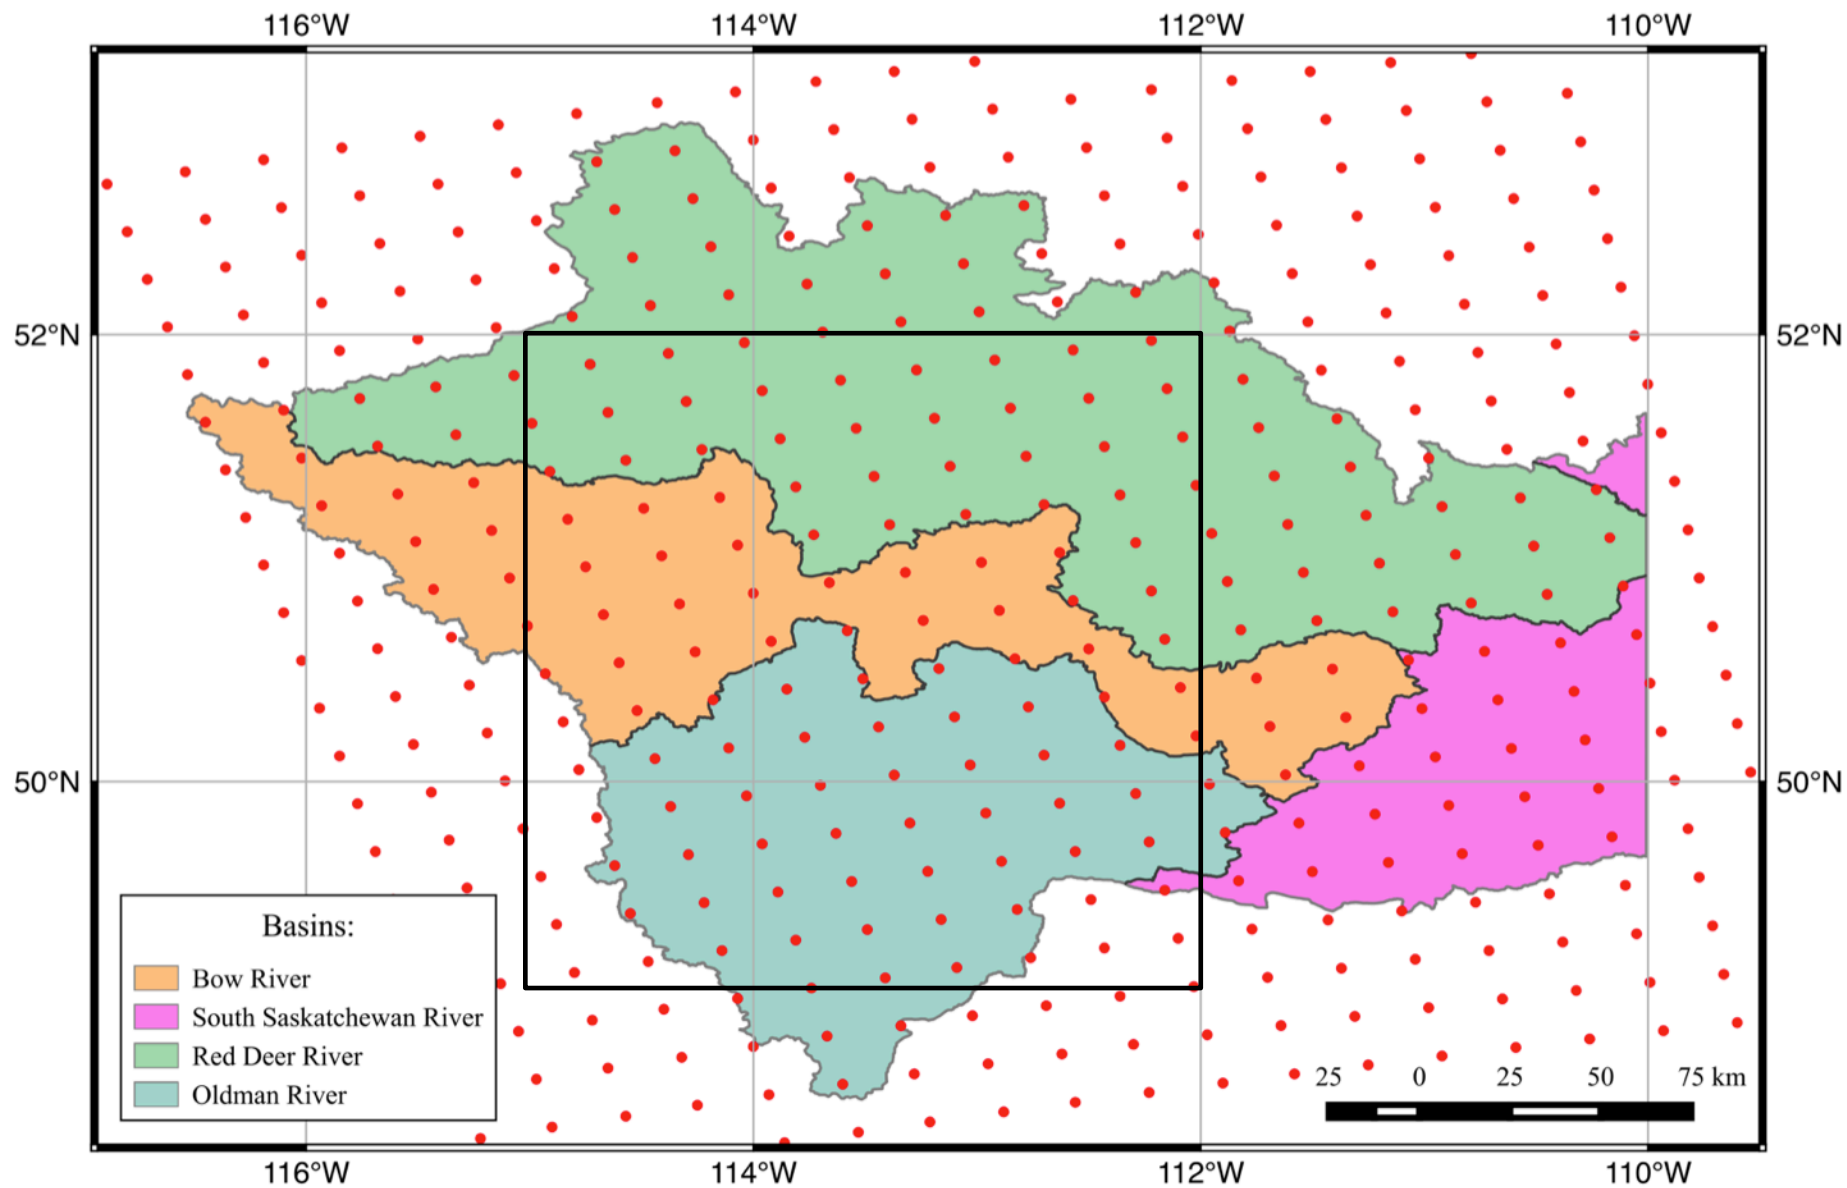 116°W 114°W 112°W 110°W
52°N 52°N
50°N 50°N
Basins:
Bow River
South Saskatchewan River
Red Deer River
Oldman River
25 0 25 50 75 km
116°W 114°W 112°W 110°W